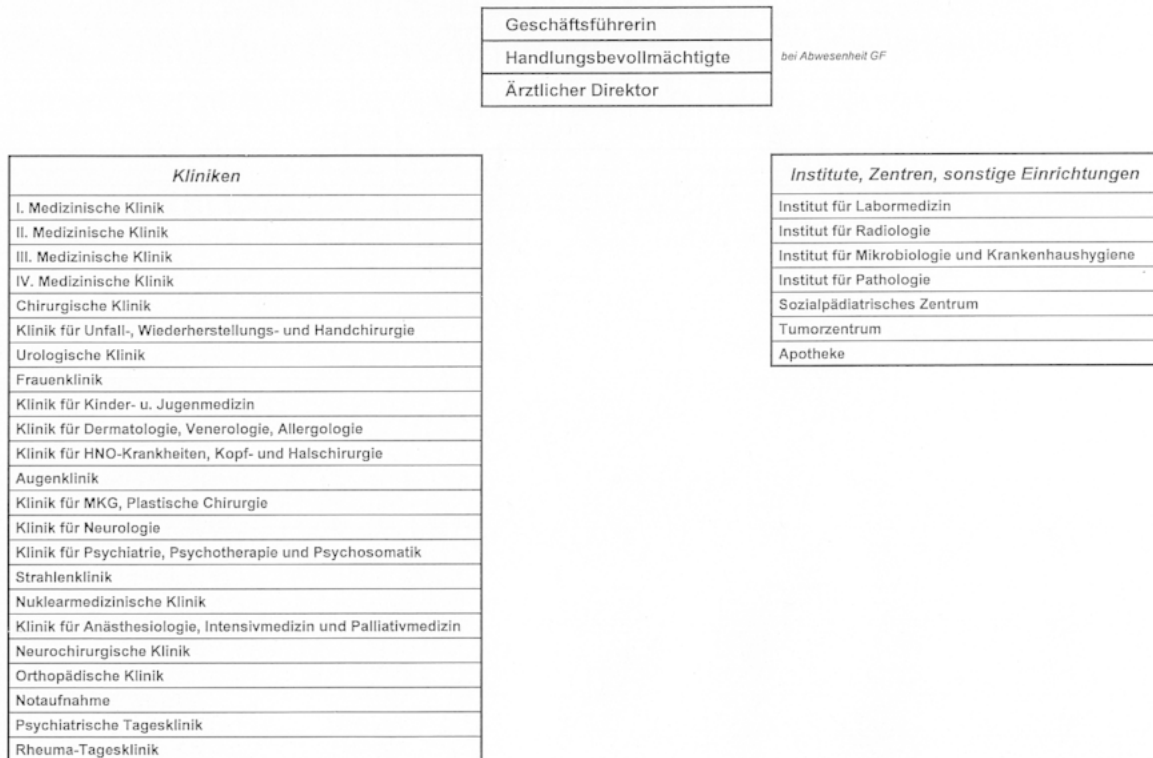 Geschäftsführerin
Handlungsbevollmächtigte
bei Abwesenheit GF
Ärztlicher Direktor
Kliniken
I. Medizinische Klinik
II. Medizinische Klinik
III. Medizinische Klinik
IV. Medizinische Klinik
Chirurgische Klinik
Klinik für Unfall-, Wiederherstellungs- und Handchirurgie
Urologische Klinik
Frauenklinik
Klinik für Kinder- u. Jugenmedizin
Klinik für Dermatologie, Venerologie, Allergologie
Klinik für HNO-Krankheiten, Kopf- und Halschirurgie
Augenklinik
Klinik für MKG, Plastische Chirurgie
Klinik für Neurologie
Klinik für Psychiatrie, Psychotherapie und Psychosomatik
Strahlenklinik
Nuklearmedizinische Klinik
Klinik für Anästhesiologie, Intensivmedizin und Palliativmedizin
Neurochirurgische Klinik
Orthopädische Klinik
Notaufnahme
Psychiatrische Tagesklinik
Rheuma-Tagesklinik
Institute, Zentren, sonstige Einrichtungen
Institut für Labormedizin
Institut für Radiologie
Institut für Mikrobiologie und Krankenhaushygiene
Institut für Pathologie
Sozialpädiatrisches Zentrum
Tumorzentrum
Apotheke